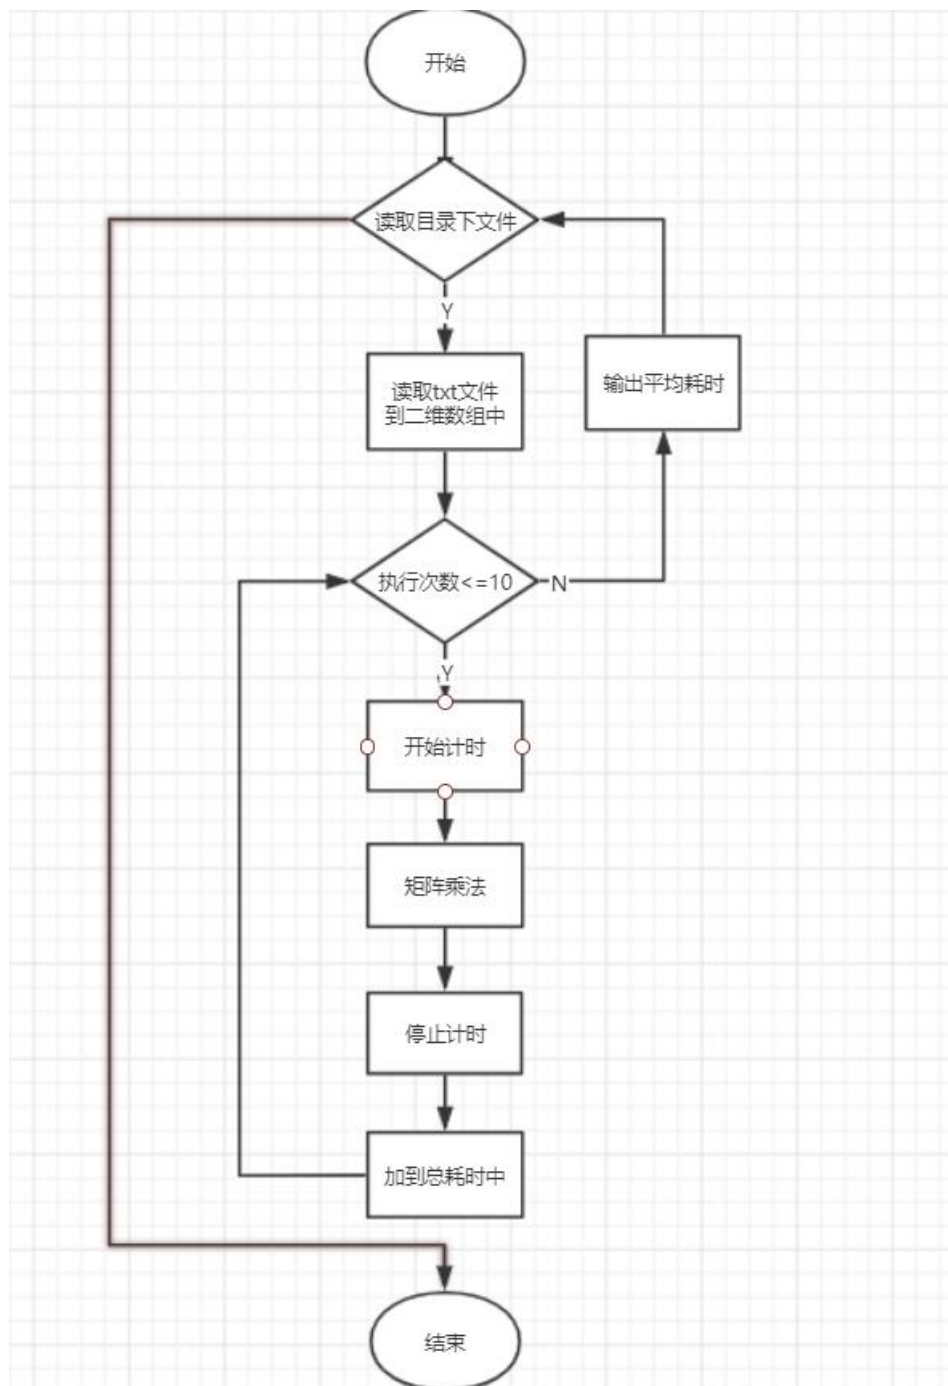 开始
读取目录下文件
Y
读取txt文件
到二维数组中
输出平均耗时
执行次数<=10
N
Y
开始计时
矩阵乘法
停止计时
加到总耗时中
结束